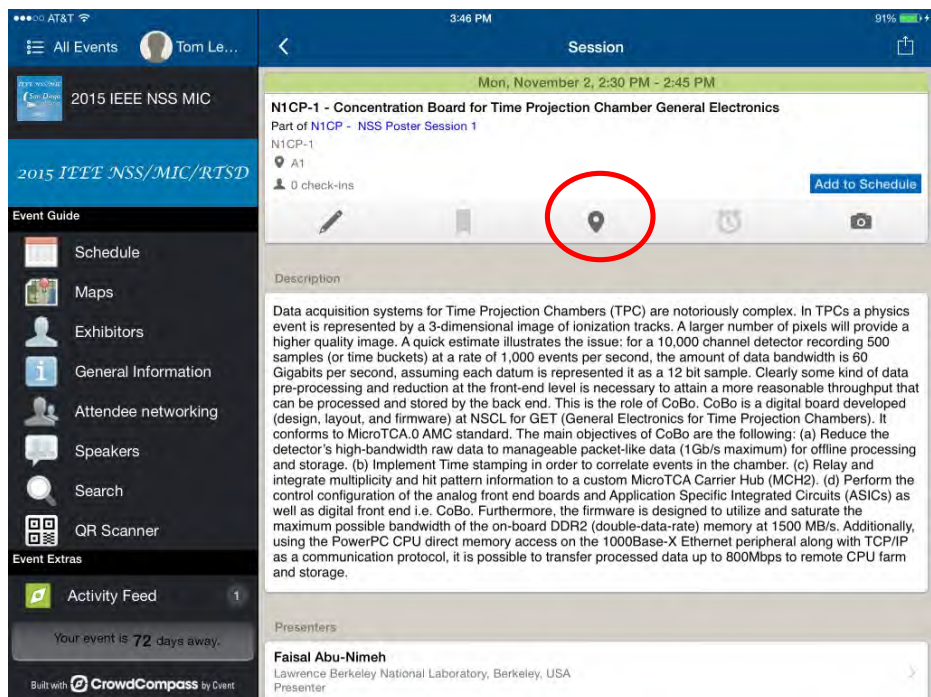 AT&T 3:46 PM 91%
All Events Tom Le... Session
2015 IEEE NSS MIC
2015 IEEE NSS/MIC/RTSD
Event Guide
Schedule
Maps
Exhibitors
General Information
Attendee networking
Speakers
Search
QR Scanner
Event Extras
Activity Feed 1
Your event is 72 days away.
Built with CrowdCompass by Cvent
Mon, November 2, 2:30 PM - 2:45 PM
N1CP-1 - Concentration Board for Time Projection Chamber General Electronics
Part of N1CP - NSS Poster Session 1
N1CP-1
A1
0 check-ins
Add to Schedule
Description
Data acquisition systems for Time Projection Chambers (TPC) are notoriously complex. In TPCs a physics
event is represented by a 3-dimensional image of ionization tracks. A larger number of pixels will provide a
higher quality image. A quick estimate illustrates the issue: for a 10,000 channel detector recording 500
samples (or time buckets) at a rate of 1,000 events per second, the amount of data bandwidth is 60
Gigabits per second, assuming each datum is represented it as a 12 bit sample. Clearly some kind of data
pre-processing and reduction at the front-end level is necessary to attain a more reasonable throughput that
can be processed and stored by the back end. This is the role of CoBo. CoBo is a digital board developed
(design, layout, and firmware) at NSCL for GET (General Electronics for Time Projection Chambers). It
conforms to MicroTCA.0 AMC standard. The main objectives of CoBo are the following: (a) Reduce the
detector's high-bandwidth raw data to manageable packet-like data (1Gb/s maximum) for offline processing
and storage. (b) Implement Time stamping in order to correlate events in the chamber. (c) Relay and
integrate multiplicity and hit pattern information to a custom MicroTCA Carrier Hub (MCH2). (d) Perform the
control configuration of the analog front end boards and Application Specific Integrated Circuits (ASICs) as
well as digital front end i.e. CoBo. Furthermore, the firmware is designed to utilize and saturate the
maximum possible bandwidth of the on-board DDR2 (double-data-rate) memory at 1500 MB/s. Additionally,
using the PowerPC CPU direct memory access on the 1000Base-X Ethernet peripheral along with TCP/IP
as a communication protocol, it is possible to transfer processed data up to 800Mbps to remote CPU farm
and storage.
Presenters
Faisal Abu-Nimeh
Lawrence Berkeley National Laboratory, Berkeley, USA
Presenter